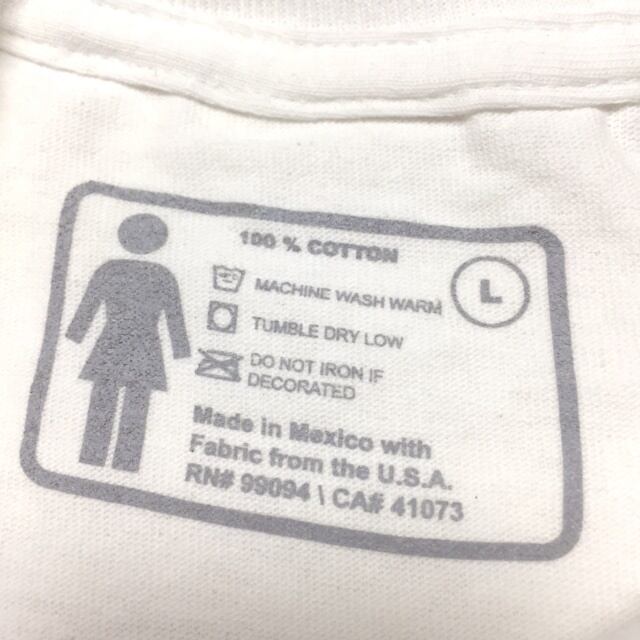 100 % COTTON
L
MACHINE WASH WARM
TUMBLE DRY LOW
DO NOT IRON IF
DECORATED
Made in Mexico with
Fabric from the U.S.A.
RN# 99094 \ CA# 41073